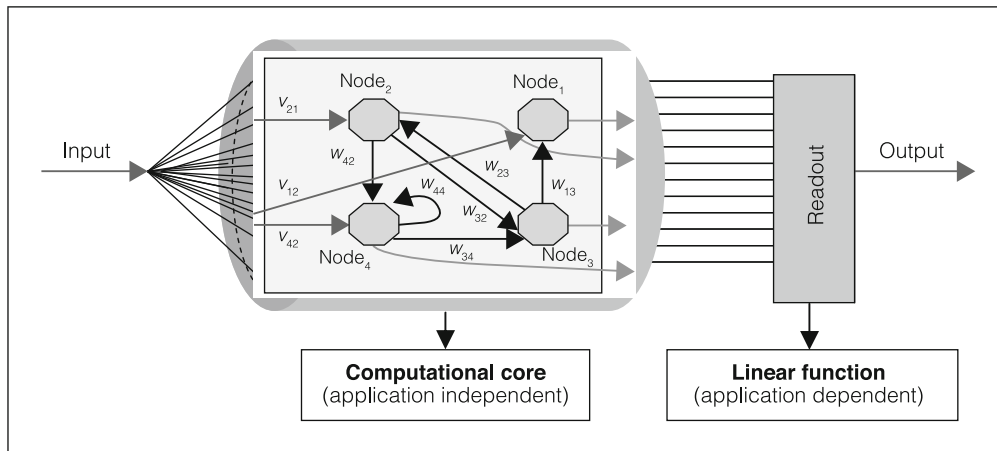 Input
Node₂
Node₁
v₂₁
w₄₂
w₂₃
w₁₃
v₁₂
w₄₄
w₃₂
v₄₂
Node₄
w₃₄
Node₃
Readout
Output
Computational core
(application independent)
Linear function
(application dependent)